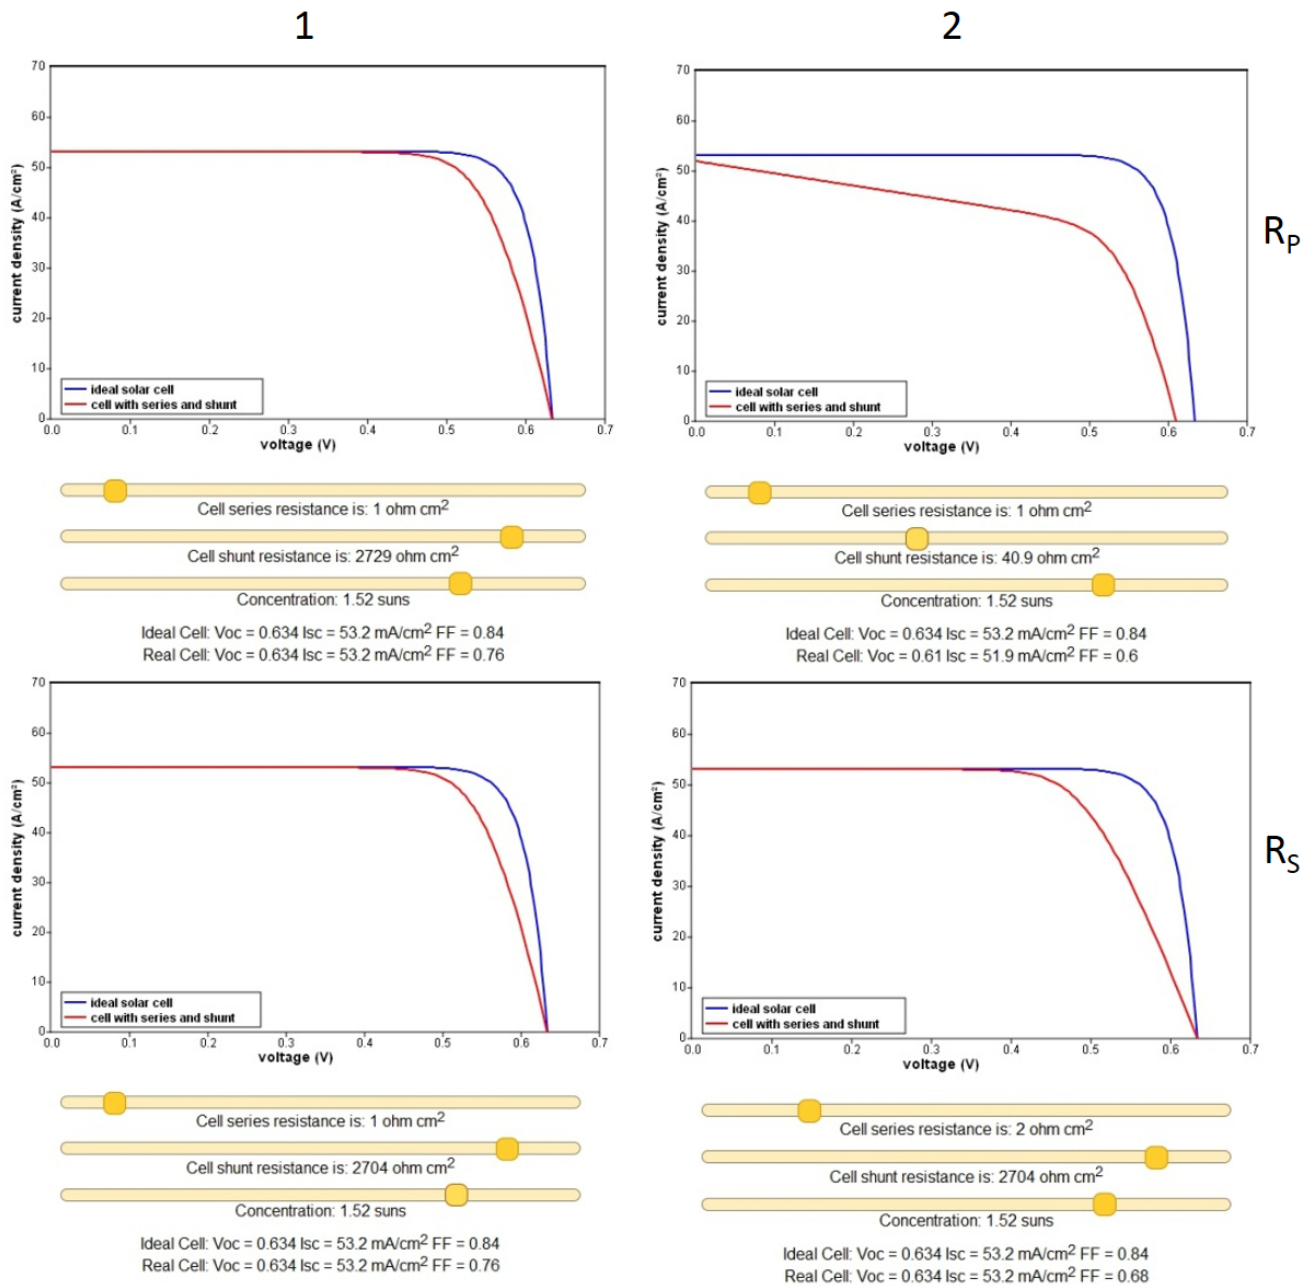 1
2
70
60
50
40
30
20
10
0
current density (A/cm²)
ideal solar cell
cell with series and shunt
0.0 0.1 0.2 0.3 0.4 0.5 0.6 0.7
voltage (V)
Cell series resistance is: 1 ohm cm²
Cell shunt resistance is: 2729 ohm cm²
Concentration: 1.52 suns
Ideal Cell: Voc = 0.634 Isc = 53.2 mA/cm² FF = 0.84
Real Cell: Voc = 0.634 Isc = 53.2 mA/cm² FF = 0.76
70
60
50
40
30
20
10
0
current density (A/cm²)
ideal solar cell
cell with series and shunt
0.0 0.1 0.2 0.3 0.4 0.5 0.6 0.7
voltage (V)
Cell series resistance is: 1 ohm cm²
Cell shunt resistance is: 40.9 ohm cm²
Concentration: 1.52 suns
Ideal Cell: Voc = 0.634 Isc = 53.2 mA/cm² FF = 0.84
Real Cell: Voc = 0.61 Isc = 51.9 mA/cm² FF = 0.6
RP
70
60
50
40
30
20
10
0
current density (A/cm²)
ideal solar cell
cell with series and shunt
0.0 0.1 0.2 0.3 0.4 0.5 0.6 0.7
voltage (V)
Cell series resistance is: 1 ohm cm²
Cell shunt resistance is: 2704 ohm cm²
Concentration: 1.52 suns
Ideal Cell: Voc = 0.634 Isc = 53.2 mA/cm² FF = 0.84
Real Cell: Voc = 0.634 Isc = 53.2 mA/cm² FF = 0.76
70
60
50
40
30
20
10
0
current density (A/cm²)
ideal solar cell
cell with series and shunt
0.0 0.1 0.2 0.3 0.4 0.5 0.6 0.7
voltage (V)
Cell series resistance is: 2 ohm cm²
Cell shunt resistance is: 2704 ohm cm²
Concentration: 1.52 suns
Ideal Cell: Voc = 0.634 Isc = 53.2 mA/cm² FF = 0.84
Real Cell: Voc = 0.634 Isc = 53.2 mA/cm² FF = 0.68
RS